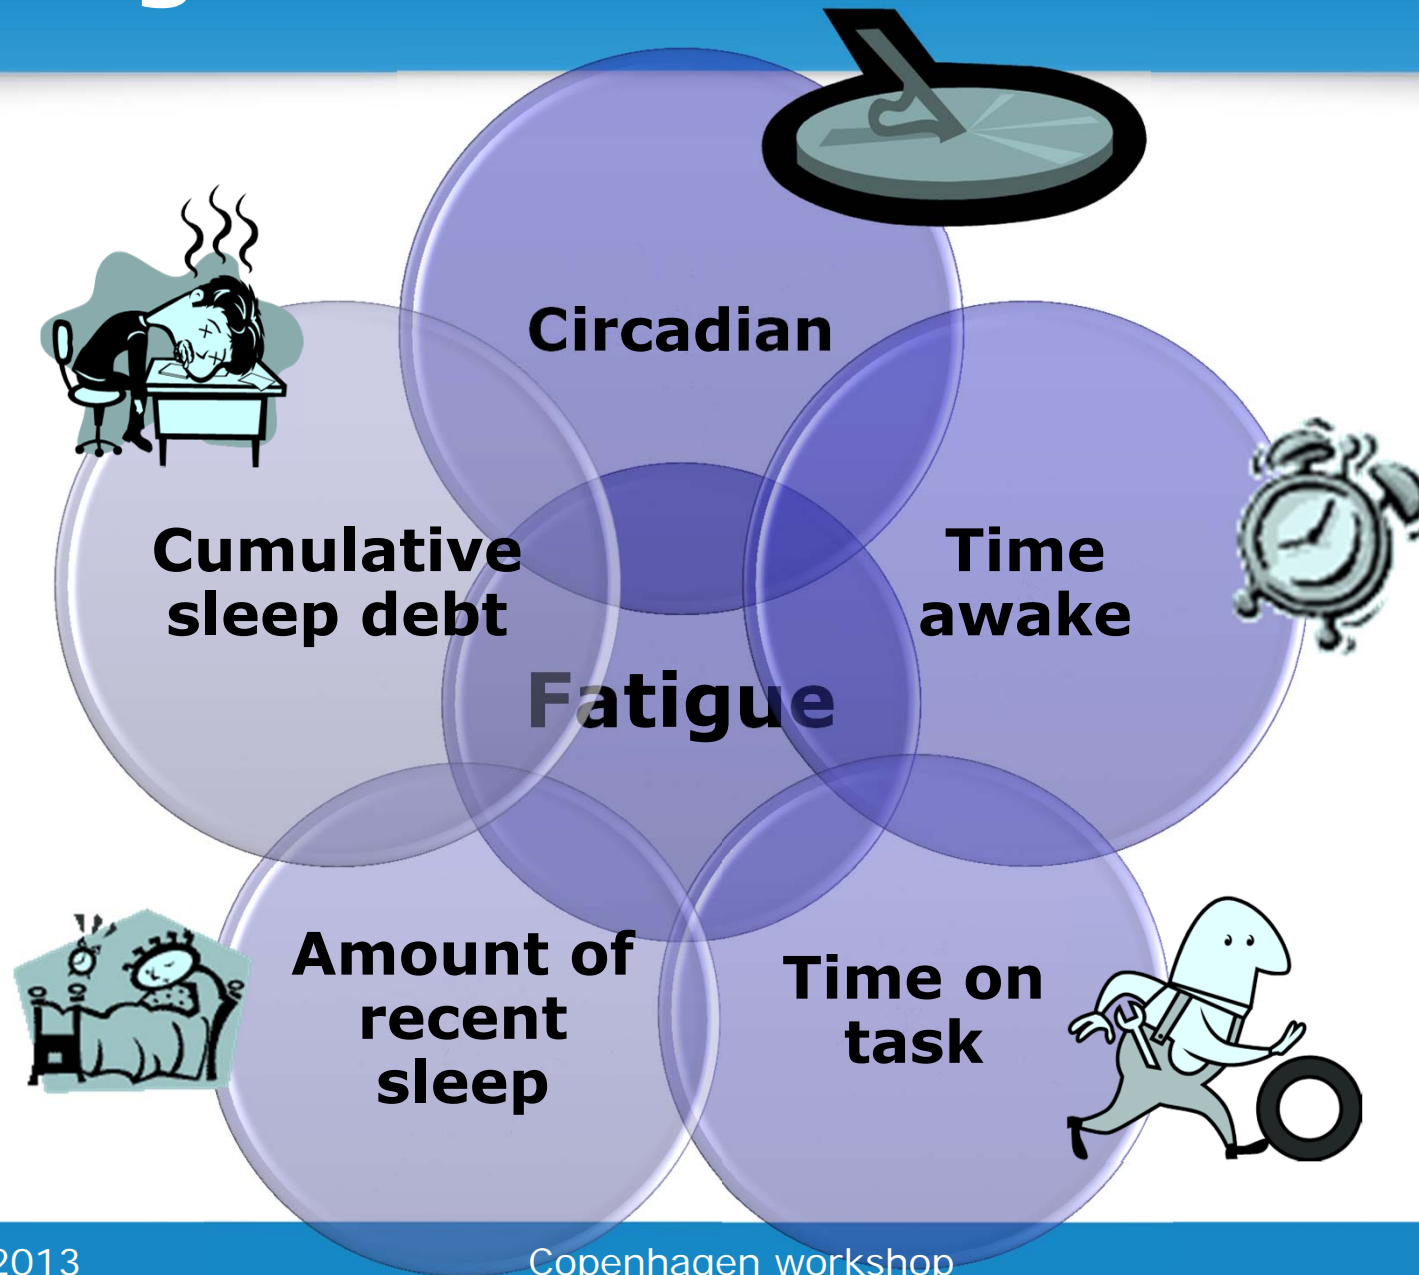 Circadian
Cumulative
sleep debt
Time
awake
Fatigue
Amount of
recent
sleep
Time on
task
2013
Copenhagen workshop